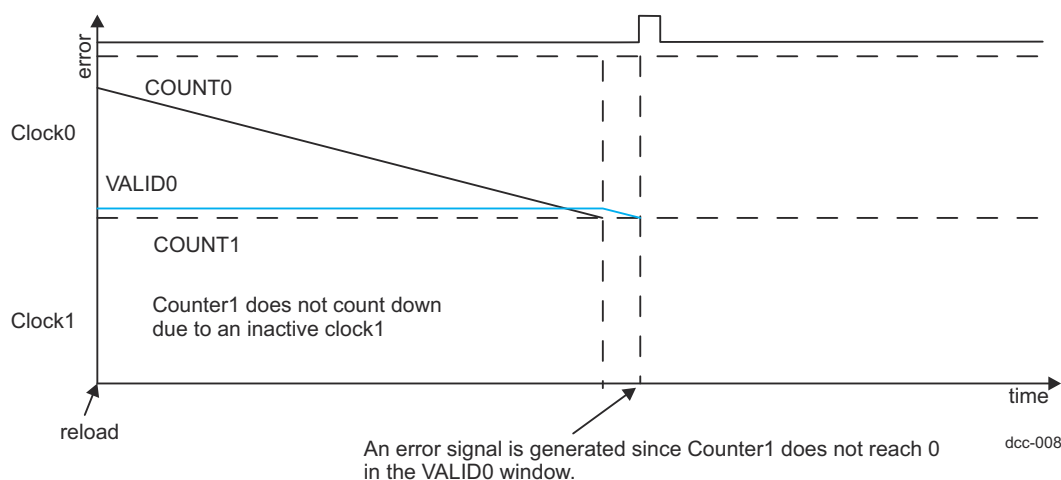 error
COUNT0
Clock0
VALID0
COUNT1
Counter1 does not count down
due to an inactive clock1
Clock1
time
reload
An error signal is generated since Counter1 does not reach 0
in the VALID0 window.
dcc-008